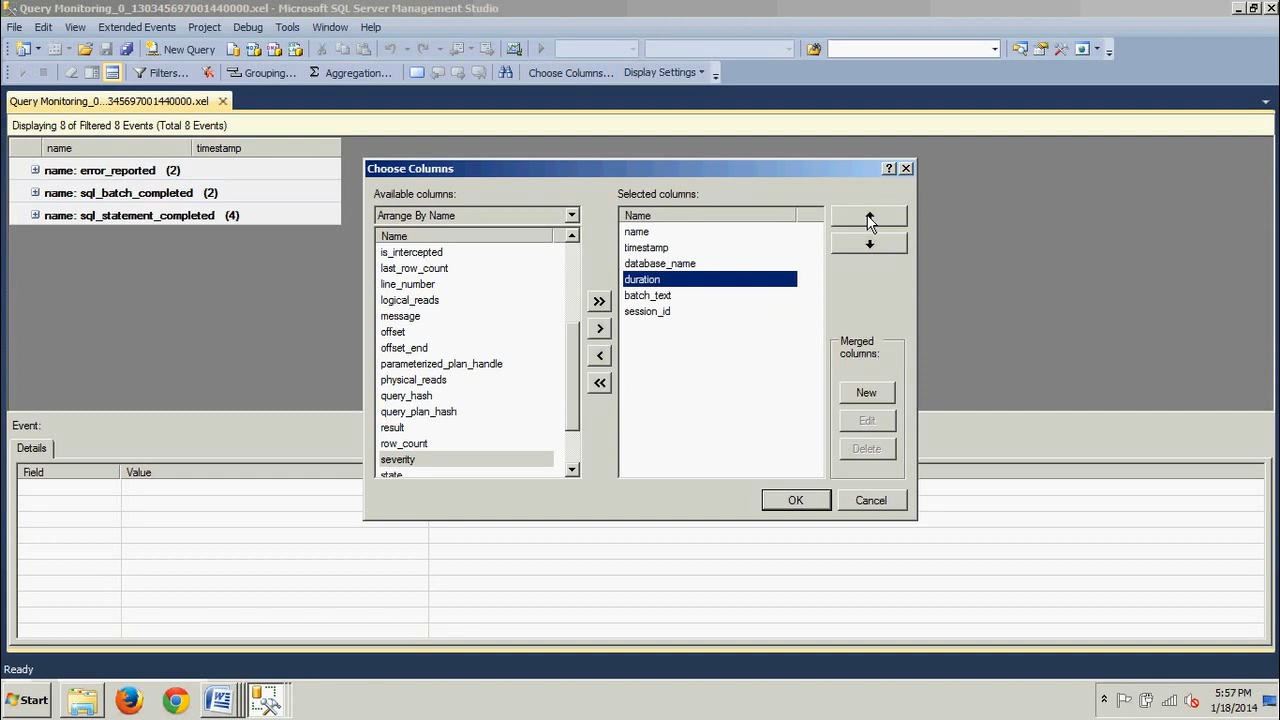 Query Monitoring_0_130345697001440000.xel - Microsoft SQL Server Management Studio
File Edit View Extended Events Project Debug Tools Window Help
New Query
Filters... Grouping... Σ Aggregation... Choose Columns... Display Settings
Query Monitoring_0...345697001440000.xel
Displaying 8 of Filtered 8 Events (Total 8 Events)
name timestamp
name: error_reported (2)
name: sql_batch_completed (2)
name: sql_statement_completed (4)
Choose Columns
Available columns:
Arrange By Name
Name
is_intercepted
last_row_count
line_number
logical_reads
message
offset
offset_end
parameterized_plan_handle
physical_reads
query_hash
query_plan_hash
result
row_count
severity
state
Selected columns:
Name
name
timestamp
database_name
duration
batch_text
session_id
Merged
columns:
New
Edit
Delete
OK Cancel
Event:
Details
Field Value
Ready
Start
5:57 PM
1/18/2014